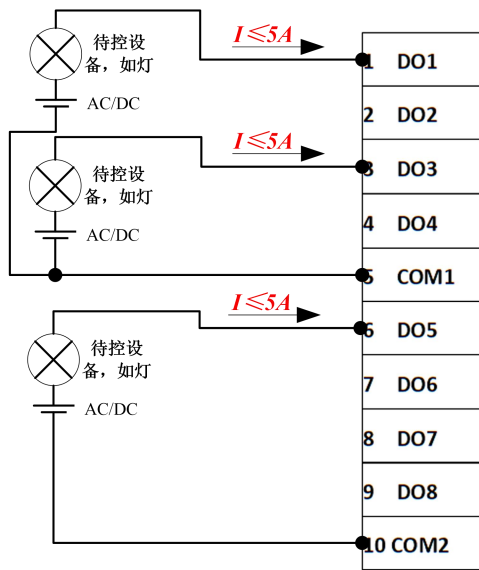 待控设
备，如灯
AC/DC
I≤5A
1 DO1
2 DO2
待控设
备，如灯
AC/DC
I≤5A
3 DO3
4 DO4
5 COM1
I≤5A
6 DO5
待控设
备，如灯
AC/DC
7 DO6
8 DO7
9 DO8
10 COM2